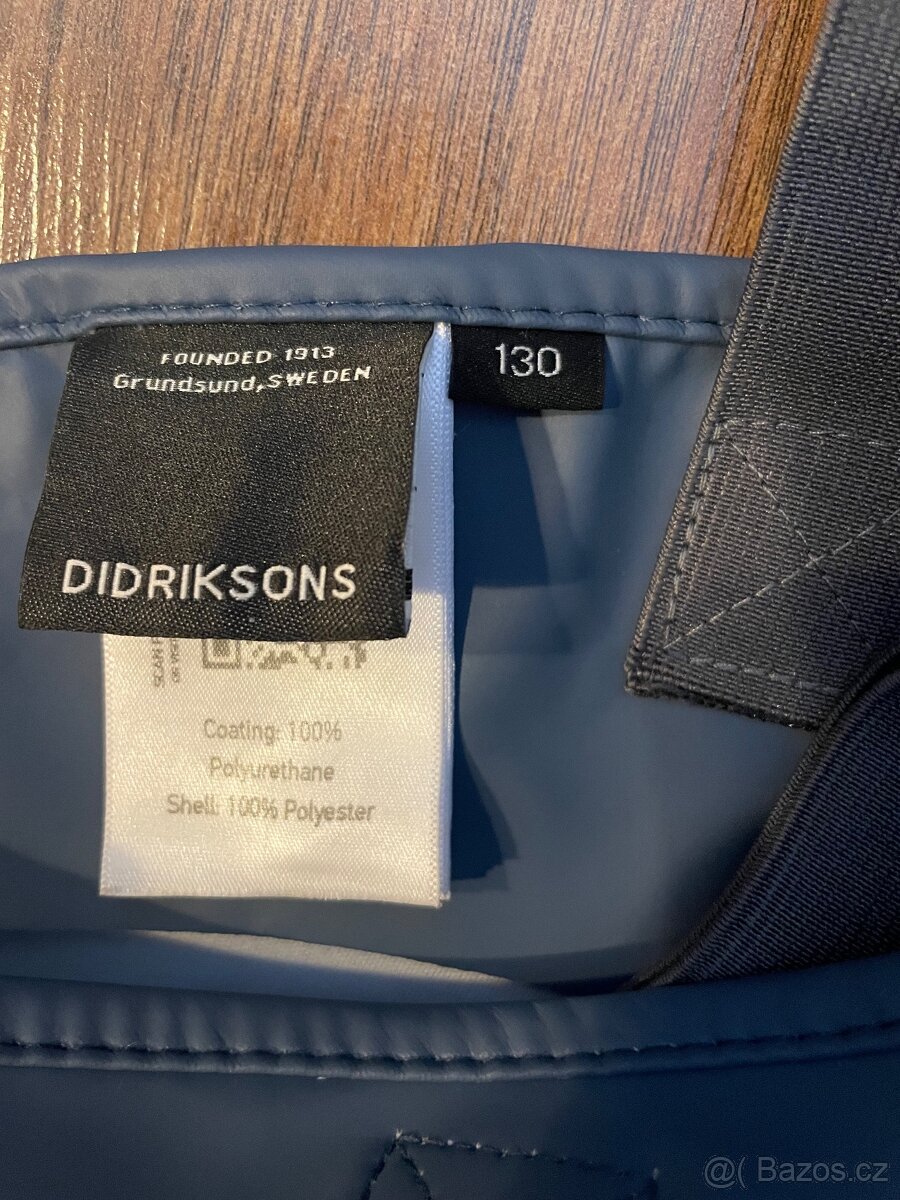 FOUNDED 1913
Grundsund, SWEDEN
130
DIDRIKSONS
Coating: 100%
Polyurethane
Shell: 100% Polyester
@( Bazos.cz